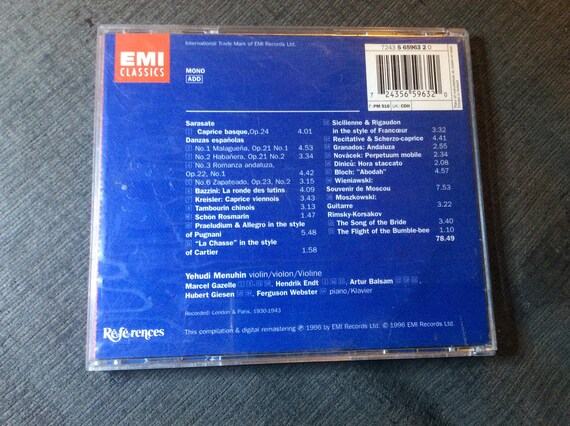 EMI
CLASSICS
International Trade Mark of EMI Records Ltd.
MONO
ADD
7243 5 65963 2 0
7 24356 59632 0
F: PM 518 UK: CDH
Sarasate
Caprice basque, Op.24 4.01
Danzas españolas
No.1 Malagueña, Op.21 No.1 4.53
No.2 Habañera, Op.21 No.2 3.34
No.3 Romanza andaluza,
Op.22, No.1 4.42
No.6 Zapateado, Op.23, No.2 3.15
Bazzini: La ronde des lutins 4.09
Kreisler: Caprice viennois 3.43
Tambourin chinois 3.13
Schön Rosmarin 1.47
Praeludium & Allegro in the style
of Pugnani 5.48
"La Chasse" in the style
of Cartier 1.58
Sicilienne & Rigaudon
in the style of Francœur 3.32
Recitative & Scherzo-caprice 4.41
Granados: Andaluza 2.55
Nováček: Perpetuum mobile 2.34
Dinicu: Hora staccato 2.08
Bloch: "Abodah" 4.57
Wieniawski:
Souvenir de Moscou 7.53
Moszkowski:
Guitarre 3.22
Rimsky-Korsakov
The Song of the Bride 3.40
The Flight of the Bumble-bee 1.10
78.49
Yehudi Menuhin violin/violon/Violine
Marcel Gazelle, Hendrik Endt, Artur Balsam,
Hubert Giesen, Ferguson Webster piano/Klavier
Recorded: London & Paris, 1930-1943
Références
This compilation & digital remastering ℗ 1996 by EMI Records Ltd. © 1996 EMI Records Ltd.